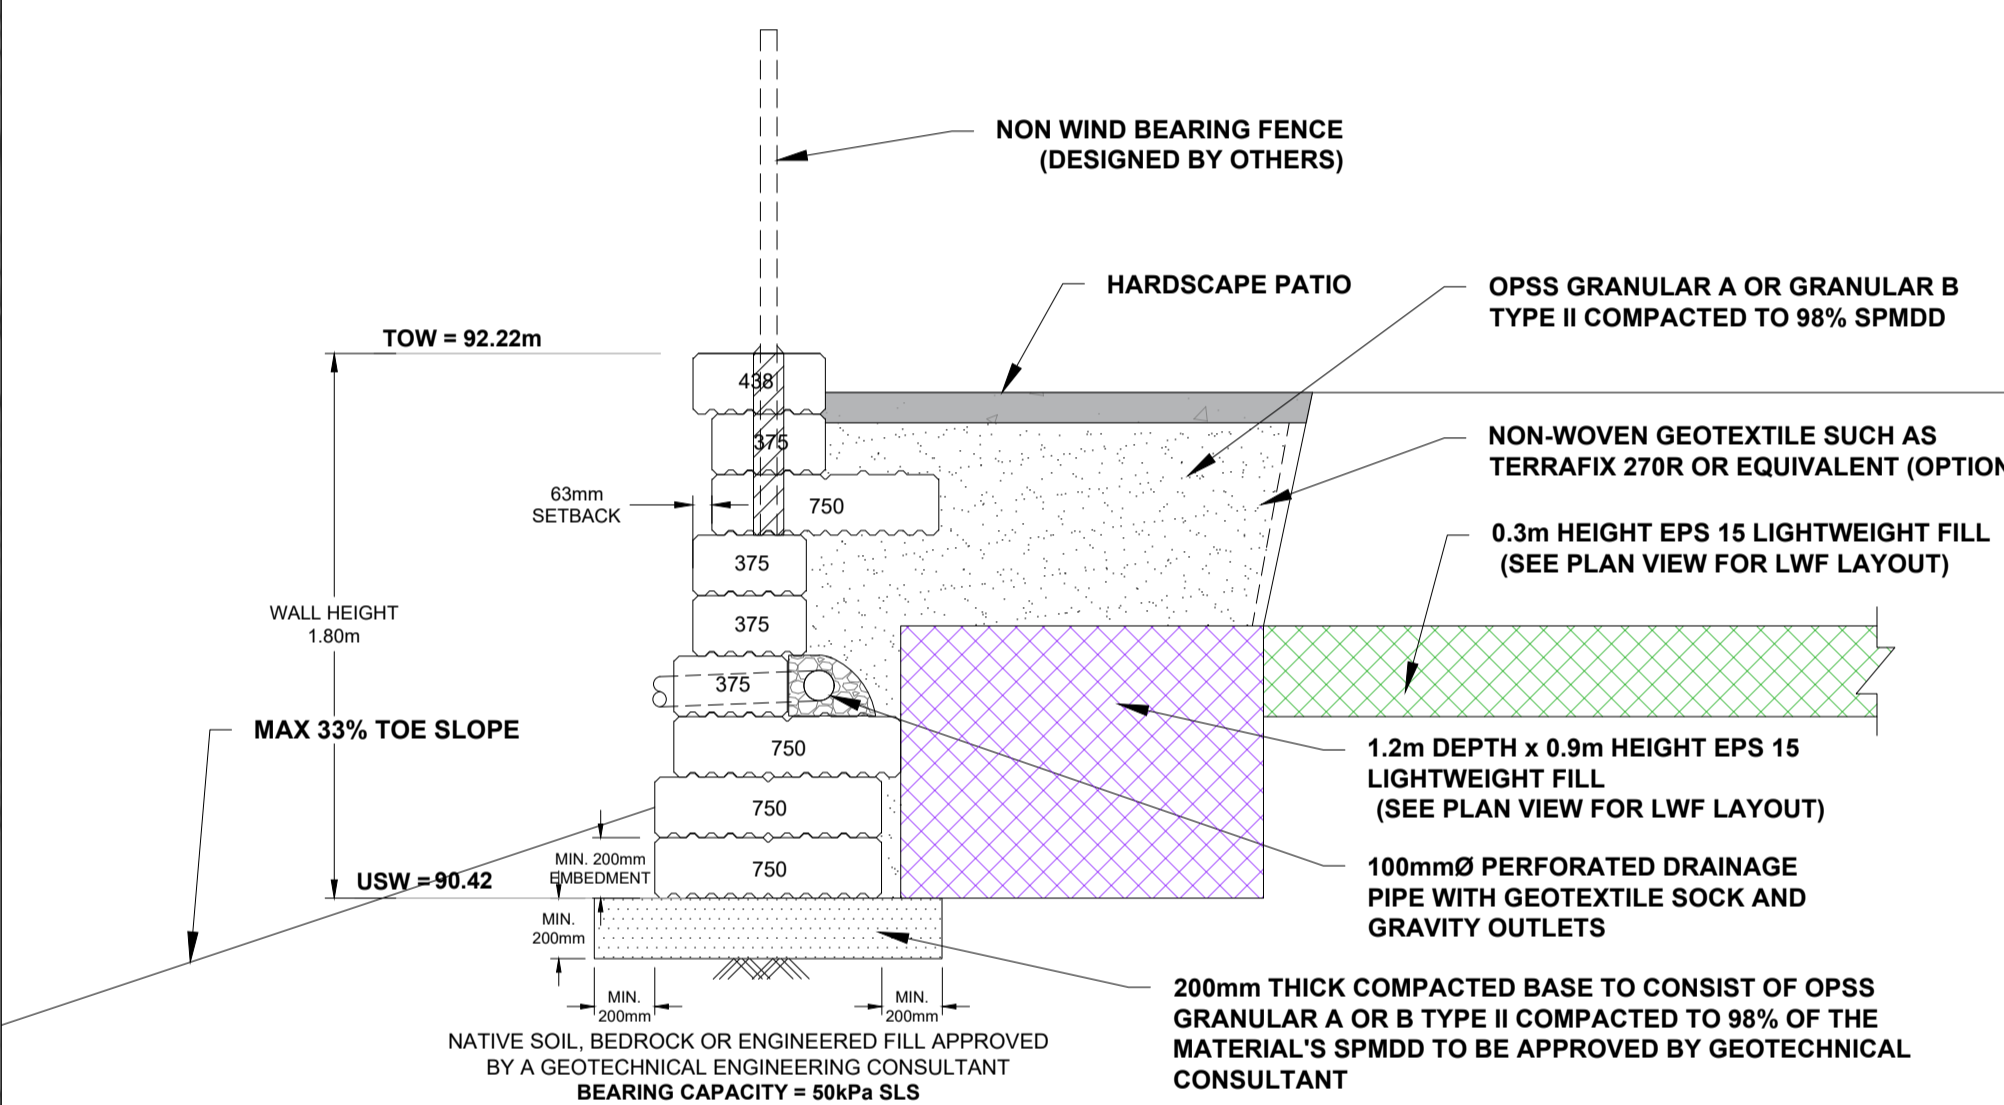 NON WIND BEARING FENCE
(DESIGNED BY OTHERS)
HARDSCAPE PATIO
OPSS GRANULAR A OR GRANULAR B
TYPE II COMPACTED TO 98% SPMDD
TOW = 92.22m
438
375
NON-WOVEN GEOTEXTILE SUCH AS
TERRAFIX 270R OR EQUIVALENT (OPTION
63mm
SETBACK
750
0.3m HEIGHT EPS 15 LIGHTWEIGHT FILL
(SEE PLAN VIEW FOR LWF LAYOUT)
375
WALL HEIGHT
1.80m
375
375
MAX 33% TOE SLOPE
750
1.2m DEPTH x 0.9m HEIGHT EPS 15
LIGHTWEIGHT FILL
(SEE PLAN VIEW FOR LWF LAYOUT)
750
MIN. 200mm
EMBEDMENT
750
USW = 90.42
100mmØ PERFORATED DRAINAGE
PIPE WITH GEOTEXTILE SOCK AND
GRAVITY OUTLETS
MIN.
200mm
MIN.
200mm
MIN.
200mm
200mm THICK COMPACTED BASE TO CONSIST OF OPSS
GRANULAR A OR B TYPE II COMPACTED TO 98% OF THE
MATERIAL'S SPMDD TO BE APPROVED BY GEOTECHNICAL
CONSULTANT
NATIVE SOIL, BEDROCK OR ENGINEERED FILL APPROVED
BY A GEOTECHNICAL ENGINEERING CONSULTANT
BEARING CAPACITY = 50kPa SLS